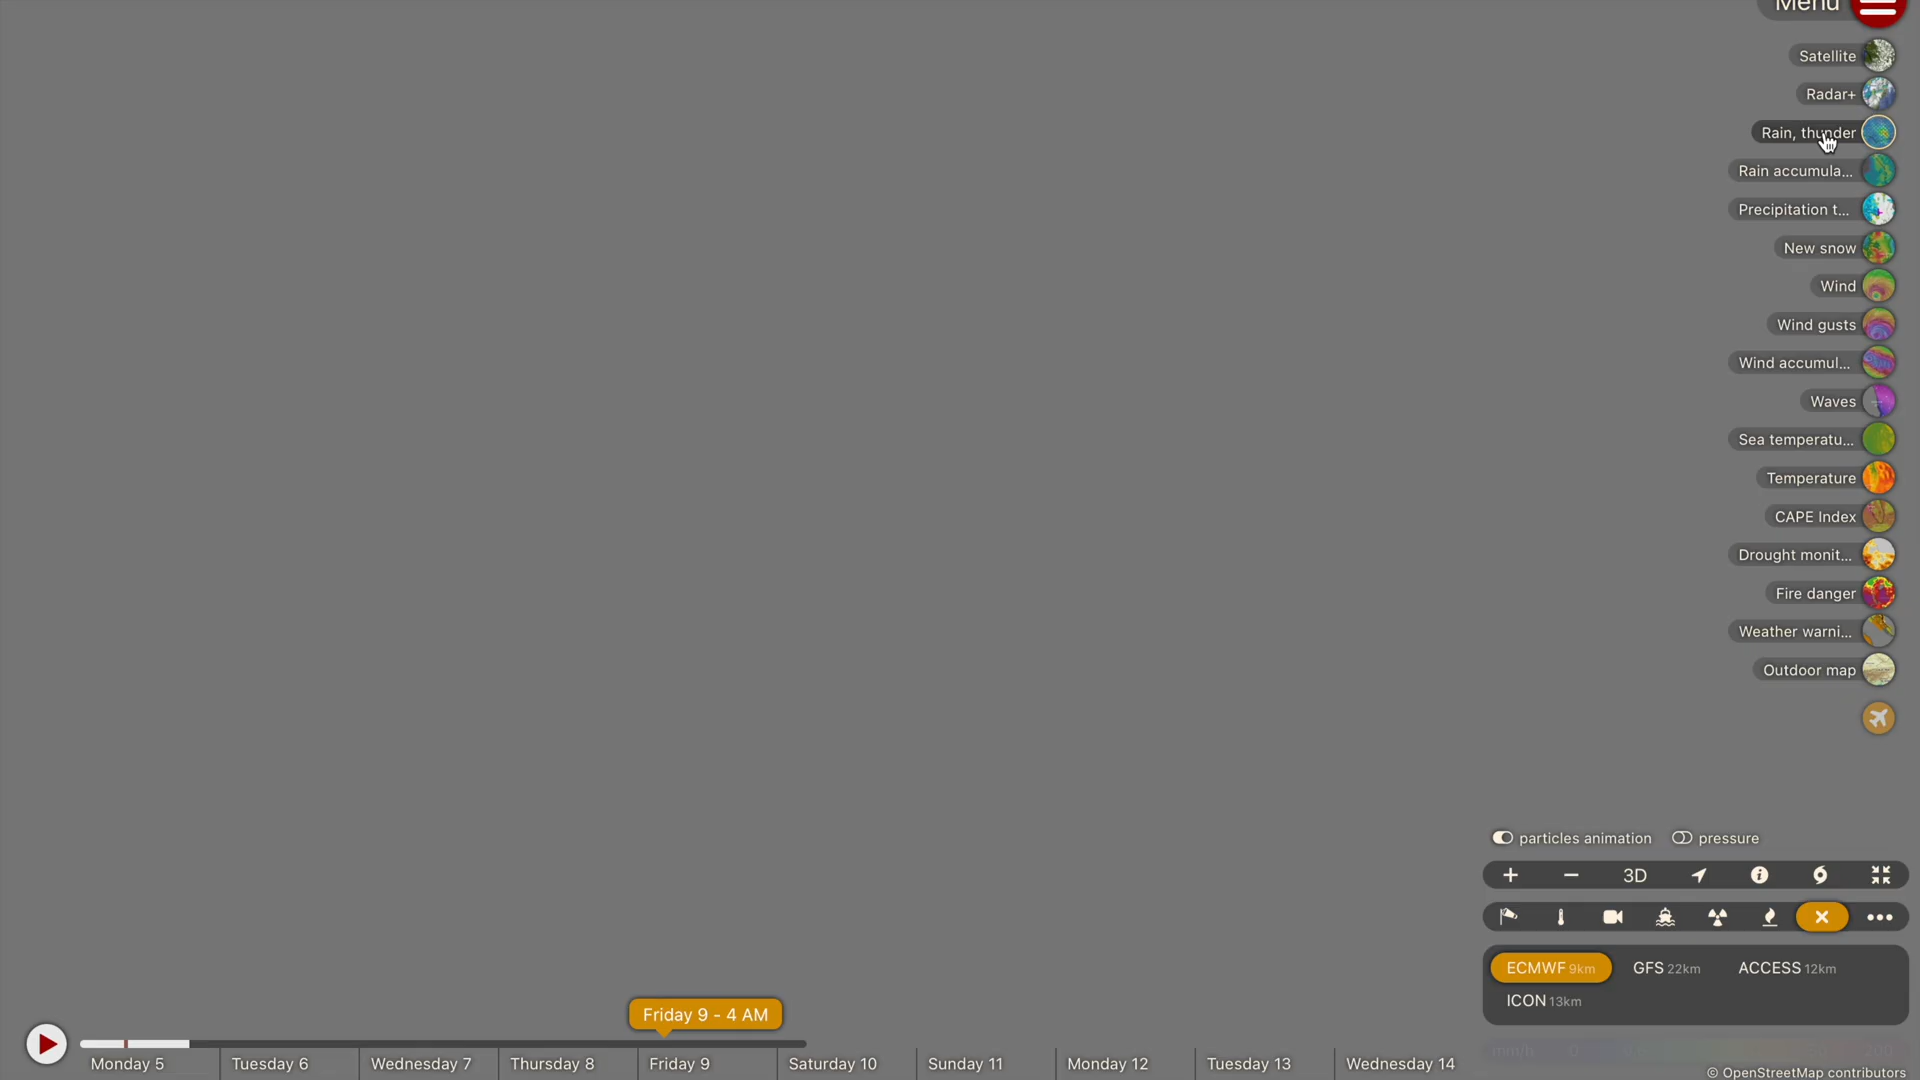 Menu
Satellite
Radar+
Rain, thunder
Rain accumula...
Precipitation t...
New snow
Wind
Wind gusts
Wind accumul...
Waves
Sea temperatu...
Temperature
CAPE Index
Drought monit...
Fire danger
Weather warni...
Outdoor map
particles animation pressure
3D
ECMWF 9km GFS 22km ACCESS 12km
ICON 13km
Friday 9 - 4 AM
Monday 5 Tuesday 6 Wednesday 7 Thursday 8 Friday 9 Saturday 10 Sunday 11 Monday 12 Tuesday 13 Wednesday 14
mm/h
© OpenStreetMap contributors